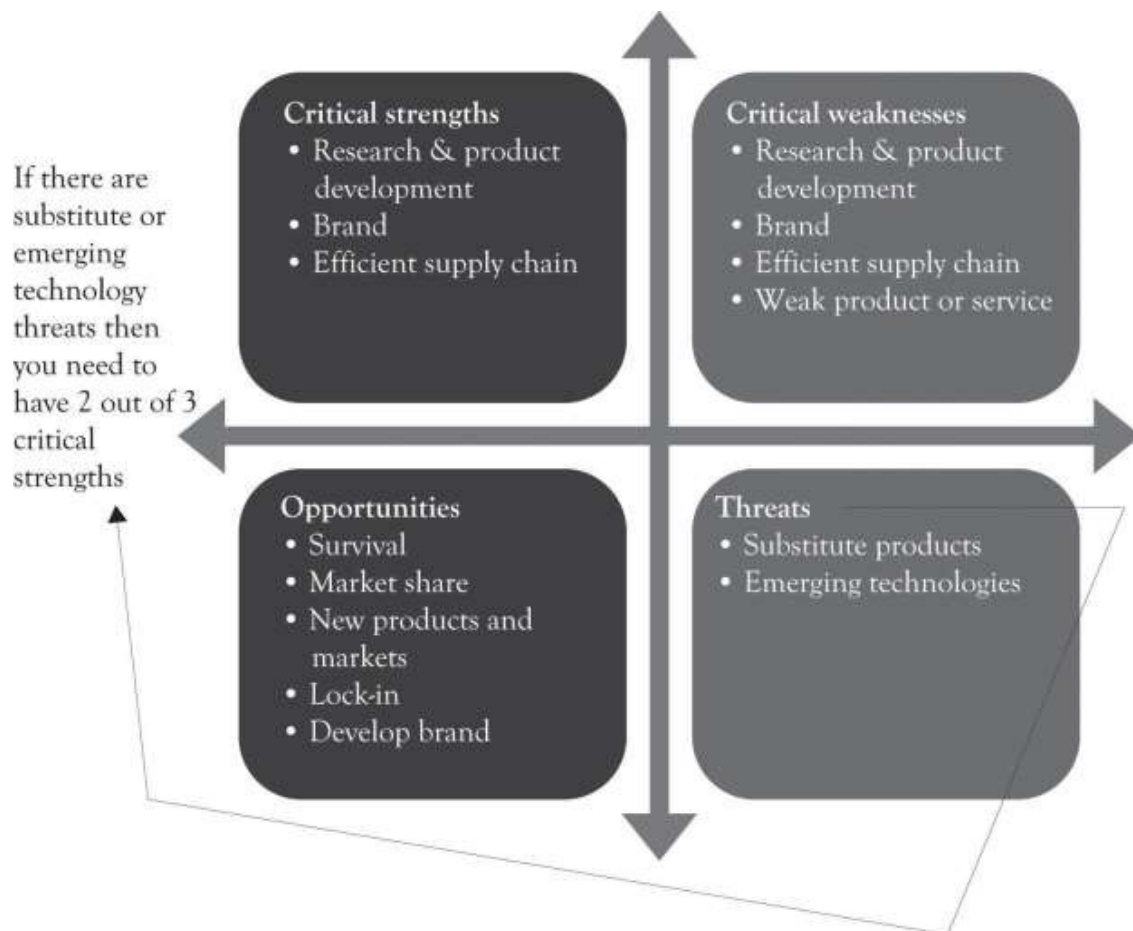 If there are
substitute or
emerging
technology
threats then
you need to
have 2 out of 3
critical
strengths
Critical strengths
• Research & product
development
• Brand
• Efficient supply chain
Critical weaknesses
• Research & product
development
• Brand
• Efficient supply chain
• Weak product or service
Opportunities
• Survival
• Market share
• New products and
markets
• Lock-in
• Develop brand
Threats
• Substitute products
• Emerging technologies